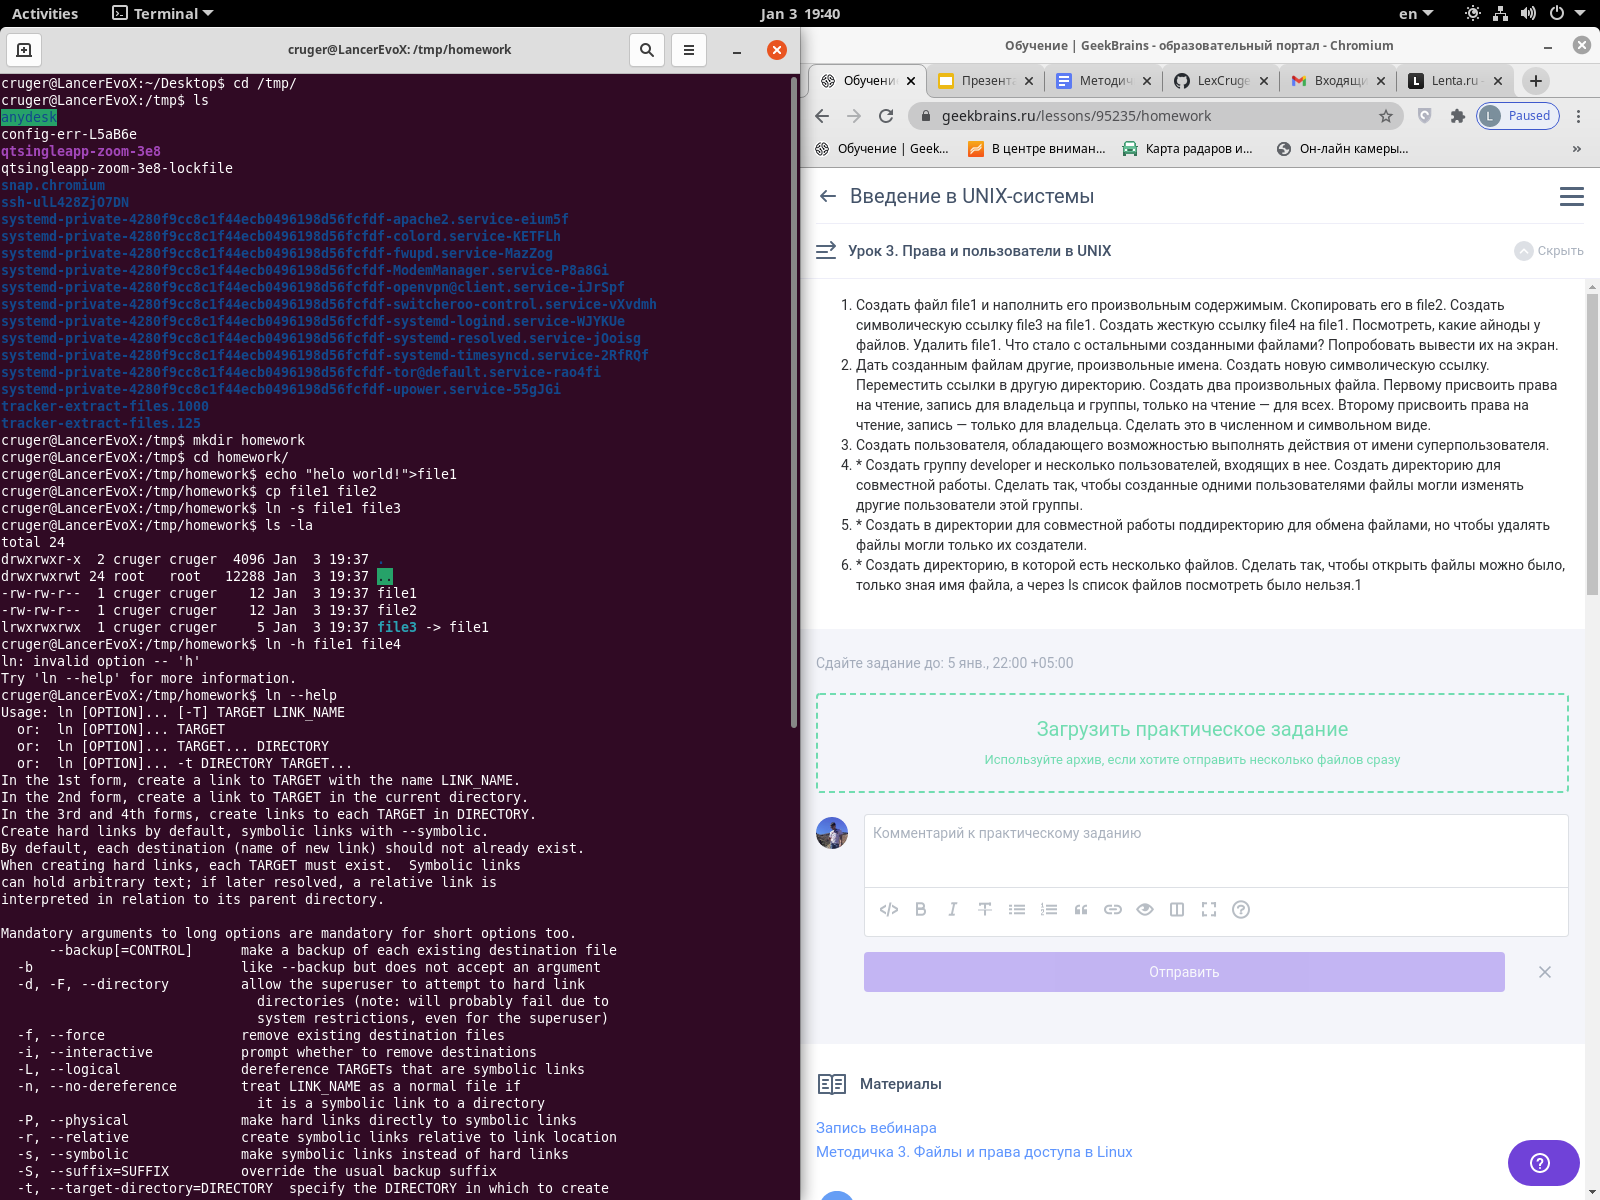 Activities
Terminal
Jan 3 19:40
en
cruger@LancerEvoX: /tmp/homework
cruger@LancerEvoX:~/Desktop$ cd /tmp/
cruger@LancerEvoX:/tmp$ ls
anydesk
config-err-L5aB6e
qtsingleapp-zoom-3e8
qtsingleapp-zoom-3e8-lockfile
snap.chromium
ssh-ulL428ZjO7DN
systemd-private-4280f9cc8c1f44ecb0496198d56fcfdf-apache2.service-eium5f
systemd-private-4280f9cc8c1f44ecb0496198d56fcfdf-colord.service-KETFLh
systemd-private-4280f9cc8c1f44ecb0496198d56fcfdf-fwupd.service-MazZog
systemd-private-4280f9cc8c1f44ecb0496198d56fcfdf-ModemManager.service-P8a8Gi
systemd-private-4280f9cc8c1f44ecb0496198d56fcfdf-openvpn@client.service-iJrSpf
systemd-private-4280f9cc8c1f44ecb0496198d56fcfdf-switcheroo-control.service-vXvdmh
systemd-private-4280f9cc8c1f44ecb0496198d56fcfdf-systemd-logind.service-WJYKUe
systemd-private-4280f9cc8c1f44ecb0496198d56fcfdf-systemd-resolved.service-jOoisg
systemd-private-4280f9cc8c1f44ecb0496198d56fcfdf-systemd-timesyncd.service-2RfRQf
systemd-private-4280f9cc8c1f44ecb0496198d56fcfdf-tor@default.service-rao4fi
systemd-private-4280f9cc8c1f44ecb0496198d56fcfdf-upower.service-55gJGi
tracker-extract-files.1000
tracker-extract-files.125
cruger@LancerEvoX:/tmp$ mkdir homework
cruger@LancerEvoX:/tmp$ cd homework/
cruger@LancerEvoX:/tmp/homework$ echo "helo world!">file1
cruger@LancerEvoX:/tmp/homework$ cp file1 file2
cruger@LancerEvoX:/tmp/homework$ ln -s file1 file3
cruger@LancerEvoX:/tmp/homework$ ls -la
total 24
drwxrwxr-x  2 cruger cruger  4096 Jan  3 19:37 .
drwxrwxrwt 24 root   root   12288 Jan  3 19:37 ..
-rw-rw-r--  1 cruger cruger    12 Jan  3 19:37 file1
-rw-rw-r--  1 cruger cruger    12 Jan  3 19:37 file2
lrwxrwxrwx  1 cruger cruger     5 Jan  3 19:37 file3 -> file1
cruger@LancerEvoX:/tmp/homework$ ln -h file1 file4
ln: invalid option -- 'h'
Try 'ln --help' for more information.
cruger@LancerEvoX:/tmp/homework$ ln --help
Usage: ln [OPTION]... [-T] TARGET LINK_NAME
  or:  ln [OPTION]... TARGET
  or:  ln [OPTION]... TARGET... DIRECTORY
  or:  ln [OPTION]... -t DIRECTORY TARGET...
In the 1st form, create a link to TARGET with the name LINK_NAME.
In the 2nd form, create a link to TARGET in the current directory.
In the 3rd and 4th forms, create links to each TARGET in DIRECTORY.
Create hard links by default, symbolic links with --symbolic.
By default, each destination (name of new link) should not already exist.
When creating hard links, each TARGET must exist.  Symbolic links
can hold arbitrary text; if later resolved, a relative link is
interpreted in relation to its parent directory.
Mandatory arguments to long options are mandatory for short options too.
      --backup[=CONTROL]      make a backup of each existing destination file
  -b                          like --backup but does not accept an argument
  -d, -F, --directory         allow the superuser to attempt to hard link
                                directories (note: will probably fail due to
                                system restrictions, even for the superuser)
  -f, --force                 remove existing destination files
  -i, --interactive           prompt whether to remove destinations
  -L, --logical               dereference TARGETs that are symbolic links
  -n, --no-dereference        treat LINK_NAME as a normal file if
                                it is a symbolic link to a directory
  -P, --physical              make hard links directly to symbolic links
  -r, --relative              create symbolic links relative to link location
  -s, --symbolic              make symbolic links instead of hard links
  -S, --suffix=SUFFIX         override the usual backup suffix
  -t, --target-directory=DIRECTORY  specify the DIRECTORY in which to create
Обучение | GeekBrains - образовательный портал - Chromium
Обучени
Презента
Методич
LexCruge
Входящи
Lenta.ru
geekbrains.ru/lessons/95235/homework
L Paused
Обучение | Geek...
В центре вниман...
Карта радаров и...
Он-лайн камеры...
»
Введение в UNIX-системы
Урок 3. Права и пользователи в UNIX
Скрыть
1. Создать файл file1 и наполнить его произвольным содержимым. Скопировать его в file2. Создать
символическую ссылку file3 на file1. Создать жесткую ссылку file4 на file1. Посмотреть, какие айноды у
файлов. Удалить file1. Что стало с остальными созданными файлами? Попробовать вывести их на экран.
2. Дать созданным файлам другие, произвольные имена. Создать новую символическую ссылку.
Переместить ссылки в другую директорию. Создать два произвольных файла. Первому присвоить права
на чтение, запись для владельца и группы, только на чтение — для всех. Второму присвоить права на
чтение, запись — только для владельца. Сделать это в численном и символьном виде.
3. Создать пользователя, обладающего возможностью выполнять действия от имени суперпользователя.
4. * Создать группу developer и несколько пользователей, входящих в нее. Создать директорию для
совместной работы. Сделать так, чтобы созданные одними пользователями файлы могли изменять
другие пользователи этой группы.
5. * Создать в директории для совместной работы поддиректорию для обмена файлами, но чтобы удалять
файлы могли только их создатели.
6. * Создать директорию, в которой есть несколько файлов. Сделать так, чтобы открыть файлы можно было,
только зная имя файла, а через ls список файлов посмотреть было нельзя.1
Сдайте задание до: 5 янв., 22:00 +05:00
Загрузить практическое задание
Используйте архив, если хотите отправить несколько файлов сразу
Комментарий к практическому заданию
Отправить
Материалы
Запись вебинара
Методичка 3. Файлы и права доступа в Linux